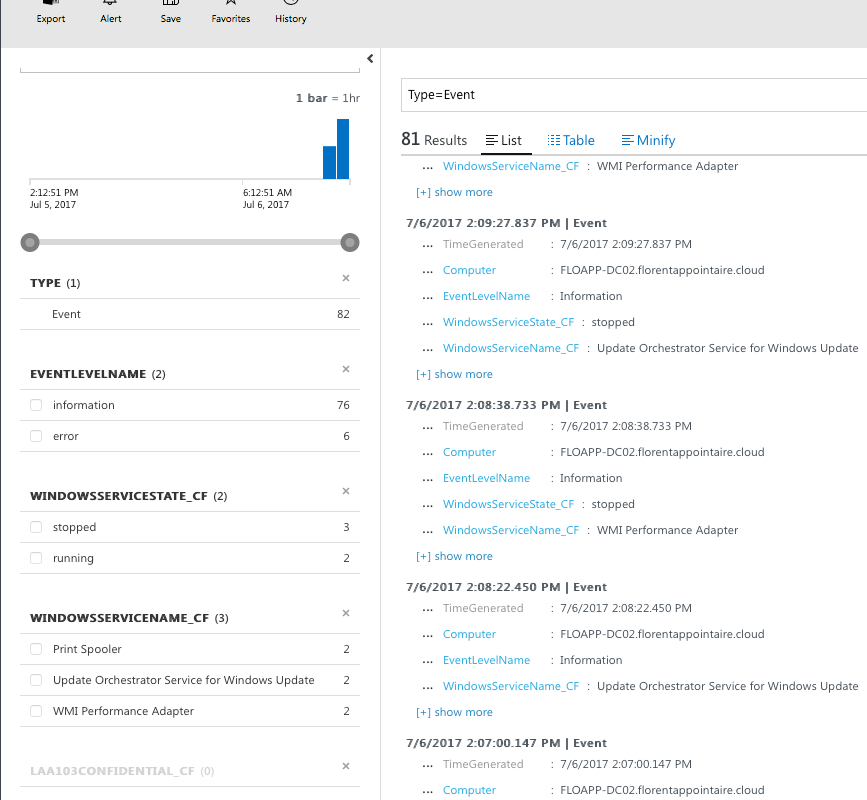 Export Alert Save Favorites History
1 bar = 1hr
2:12:51 PM
Jul 5, 2017
6:12:51 AM
Jul 6, 2017
TYPE (1)
Event 82
EVENTLEVELNAME (2)
information 76
error 6
WINDOWSSERVICESTATE_CF (2)
stopped 3
running 2
WINDOWSSERVICENAME_CF (3)
Print Spooler 2
Update Orchestrator Service for Windows Update 2
WMI Performance Adapter 2
LAA103CONFIDENTIAL_CF (0)
Type=Event
81 Results List Table Minify
... WindowsServiceName_CF : WMI Performance Adapter
[+] show more
7/6/2017 2:09:27.837 PM | Event
... TimeGenerated : 7/6/2017 2:09:27.837 PM
... Computer : FLOAPP-DC02.florentappointaire.cloud
... EventLevelName : Information
... WindowsServiceState_CF : stopped
... WindowsServiceName_CF : Update Orchestrator Service for Windows Update
[+] show more
7/6/2017 2:08:38.733 PM | Event
... TimeGenerated : 7/6/2017 2:08:38.733 PM
... Computer : FLOAPP-DC02.florentappointaire.cloud
... EventLevelName : Information
... WindowsServiceState_CF : stopped
... WindowsServiceName_CF : WMI Performance Adapter
[+] show more
7/6/2017 2:08:22.450 PM | Event
... TimeGenerated : 7/6/2017 2:08:22.450 PM
... Computer : FLOAPP-DC02.florentappointaire.cloud
... EventLevelName : Information
... WindowsServiceName_CF : Update Orchestrator Service for Windows Update
[+] show more
7/6/2017 2:07:00.147 PM | Event
... TimeGenerated : 7/6/2017 2:07:00.147 PM
... Computer : FLOAPP-DC02.florentappointaire.cloud